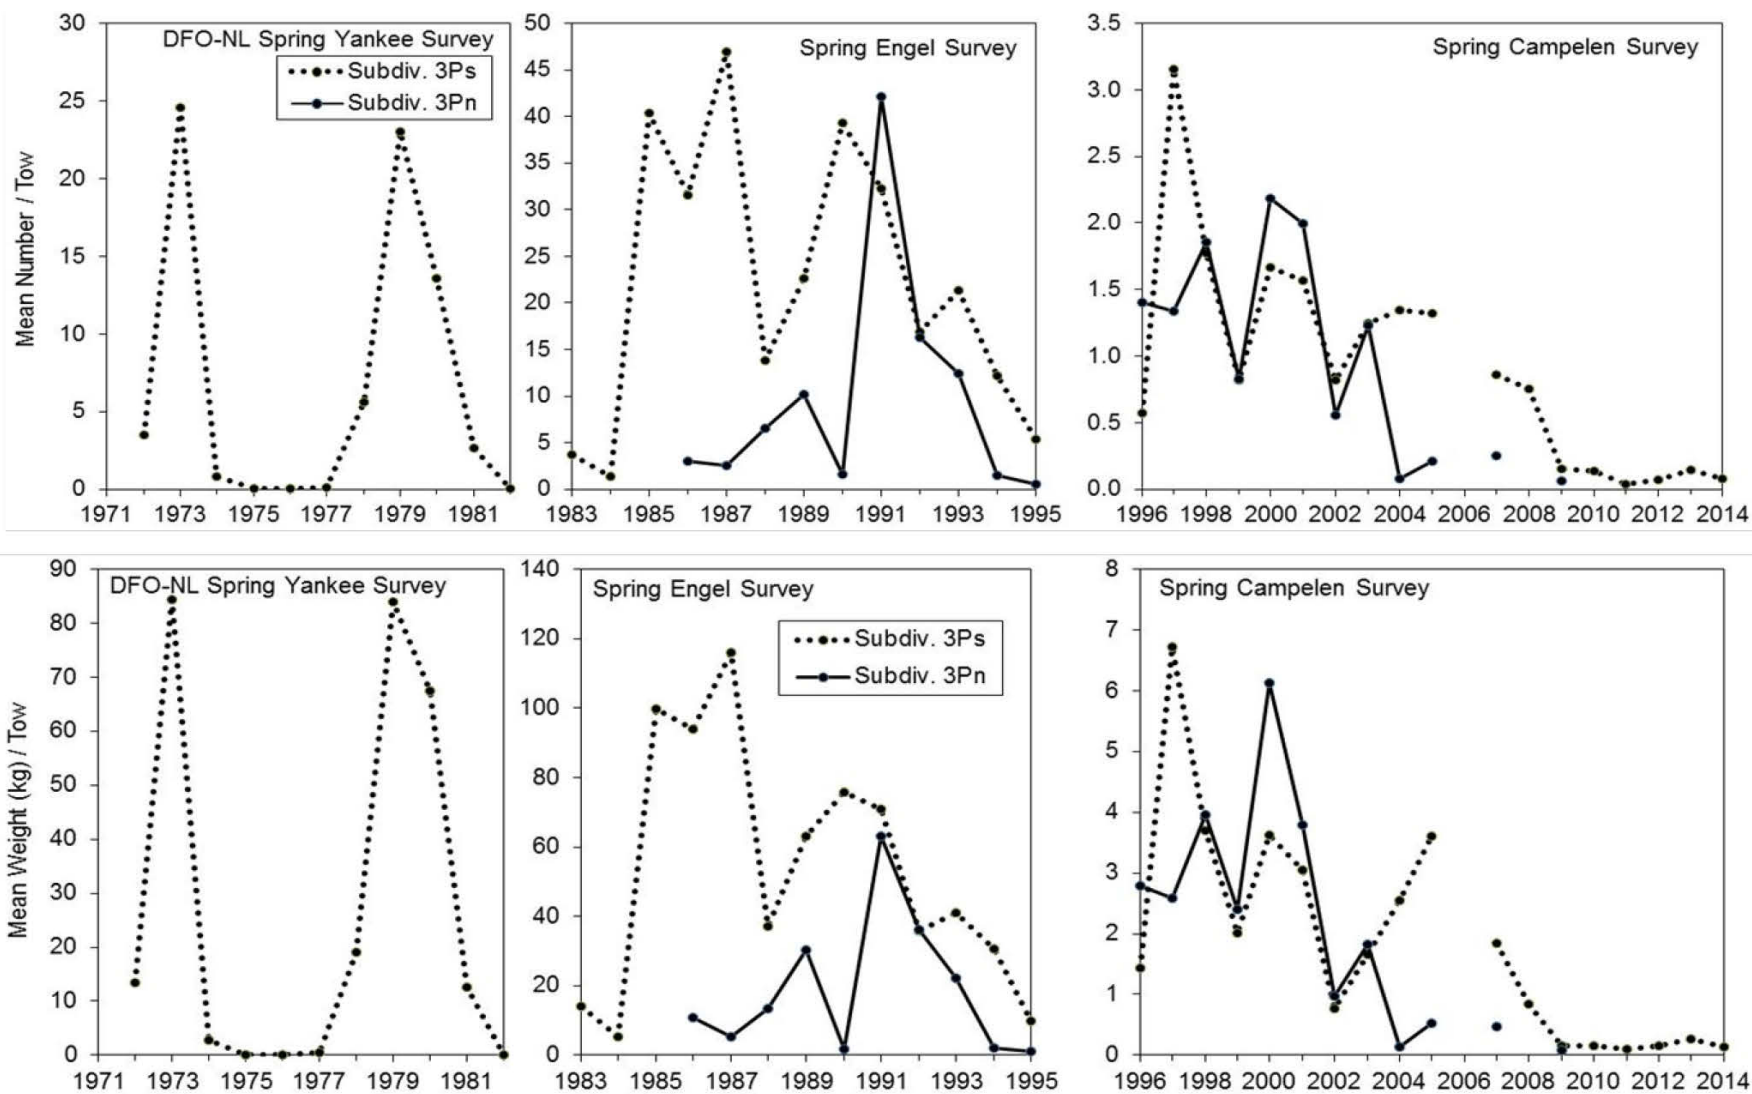 Mean Number / Tow
DFO-NL Spring Yankee Survey
Subdiv. 3Ps
Subdiv. 3Pn
30
25
20
15
10
5
0
1971 1973 1975 1977 1979 1981
Spring Engel Survey
50
45
40
35
30
25
20
15
10
5
0
1983 1985 1987 1989 1991 1993 1995
Spring Campelen Survey
3.5
3.0
2.5
2.0
1.5
1.0
0.5
0.0
1996 1998 2000 2002 2004 2006 2008 2010 2012 2014
Mean Weight (kg) / Tow
DFO-NL Spring Yankee Survey
90
80
70
60
50
40
30
20
10
0
1971 1973 1975 1977 1979 1981
Spring Engel Survey
Subdiv. 3Ps
Subdiv. 3Pn
140
120
100
80
60
40
20
0
1983 1985 1987 1989 1991 1993 1995
Spring Campelen Survey
8
7
6
5
4
3
2
1
0
1996 1998 2000 2002 2004 2006 2008 2010 2012 2014